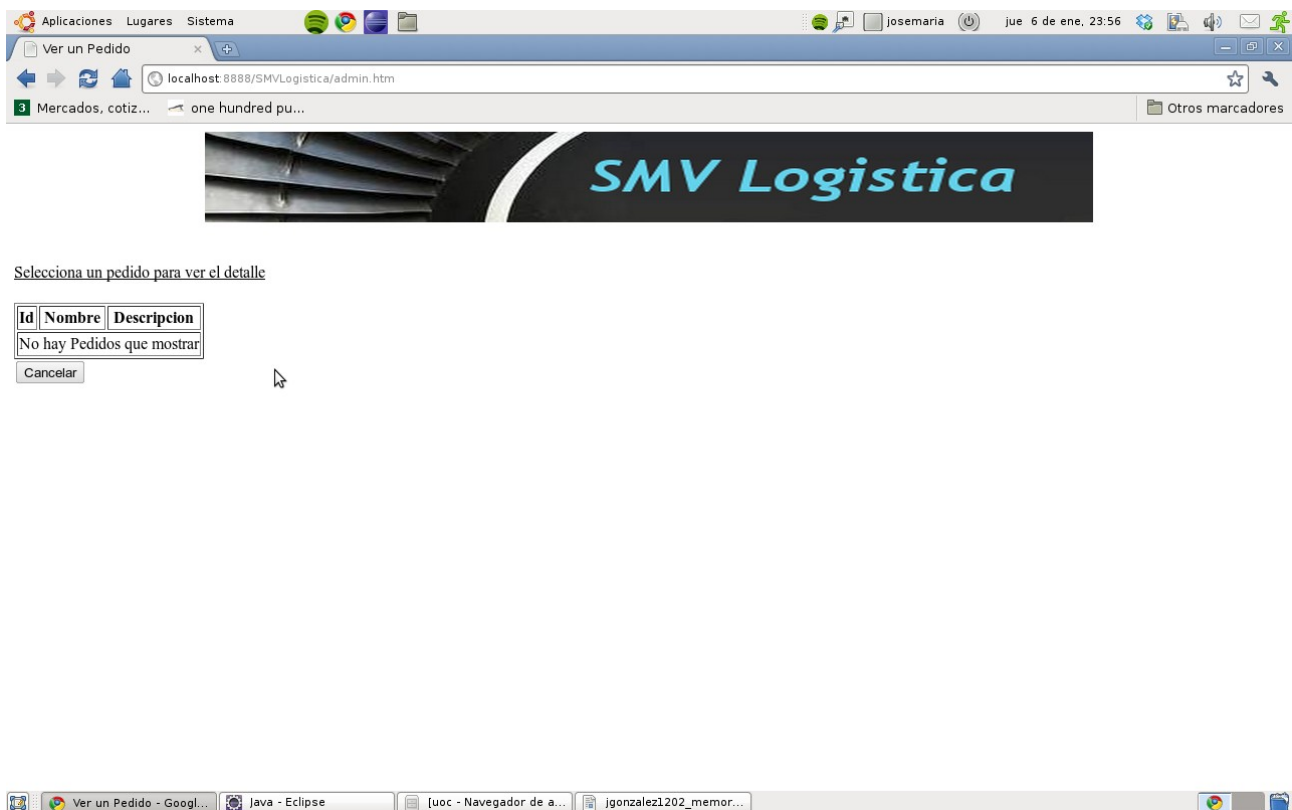 Aplicaciones Lugares Sistema josemaria jue 6 de ene, 23:56
Ver un Pedido
localhost:8888/SMVLogistica/admin.htm
3 Mercados, cotiz... one hundred pu... Otros marcadores
SMV Logistica
Selecciona un pedido para ver el detalle
Id Nombre Descripcion
No hay Pedidos que mostrar
Cancelar
Ver un Pedido - Googl... Java - Eclipse [uoc - Navegador de a... jgonzalez1202_memor...